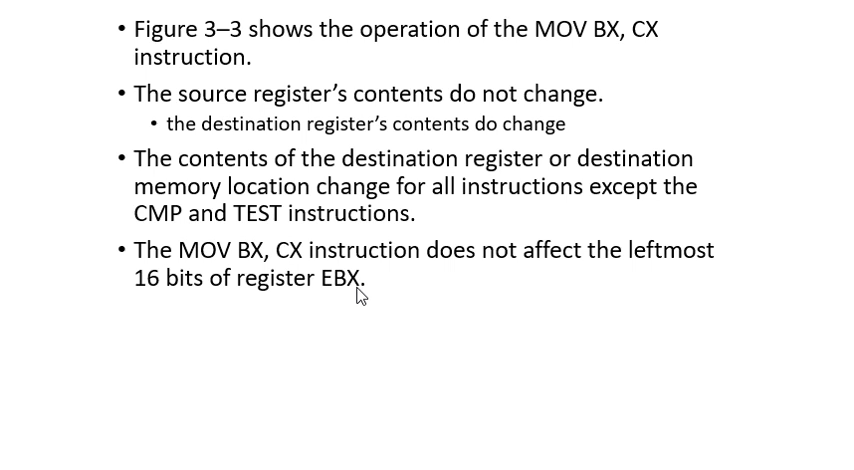 • Figure 3–3 shows the operation of the MOV BX, CX
instruction.
• The source register’s contents do not change.
• the destination register’s contents do change
• The contents of the destination register or destination
memory location change for all instructions except the
CMP and TEST instructions.
• The MOV BX, CX instruction does not affect the leftmost
16 bits of register EBX.